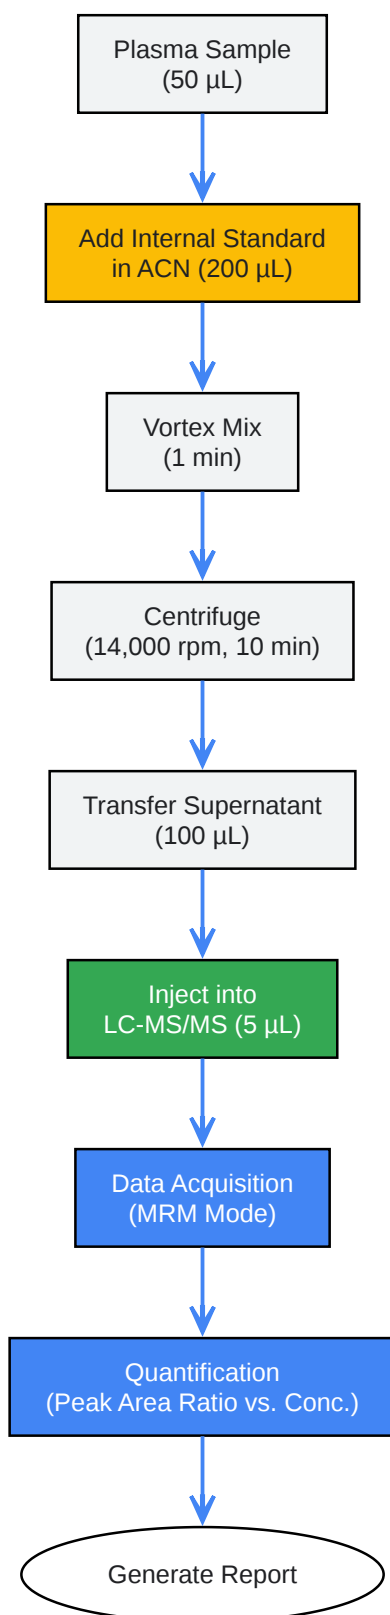 Plasma Sample
(50 µL)
Add Internal Standard
in ACN (200 µL)
Vortex Mix
(1 min)
Centrifuge
(14,000 rpm, 10 min)
Transfer Supernatant
(100 µL)
Inject into
LC-MS/MS (5 µL)
Data Acquisition
(MRM Mode)
Quantification
(Peak Area Ratio vs. Conc.)
Generate Report